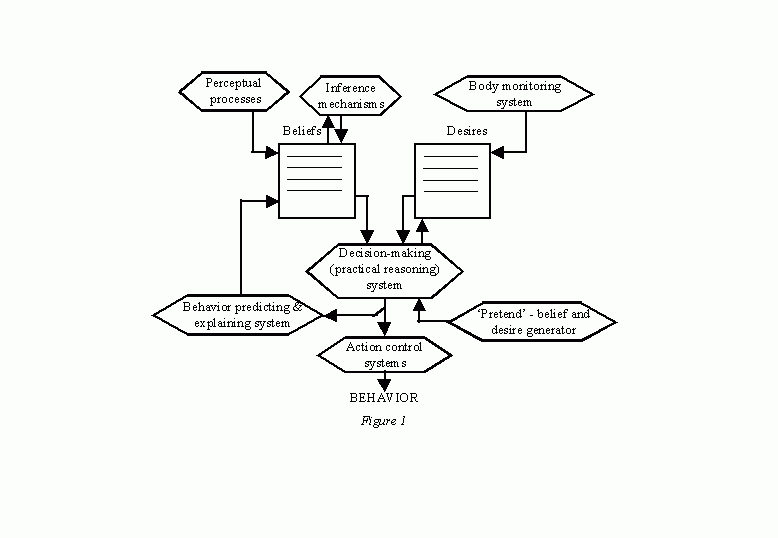 Perceptual
processes
Inference
mechanisms
Body monitoring
system
Beliefs
Desires
Decision-making
(practical reasoning)
system
Behavior predicting &
explaining system
‘Pretend’ - belief and
desire generator
Action control
systems
BEHAVIOR
Figure 1